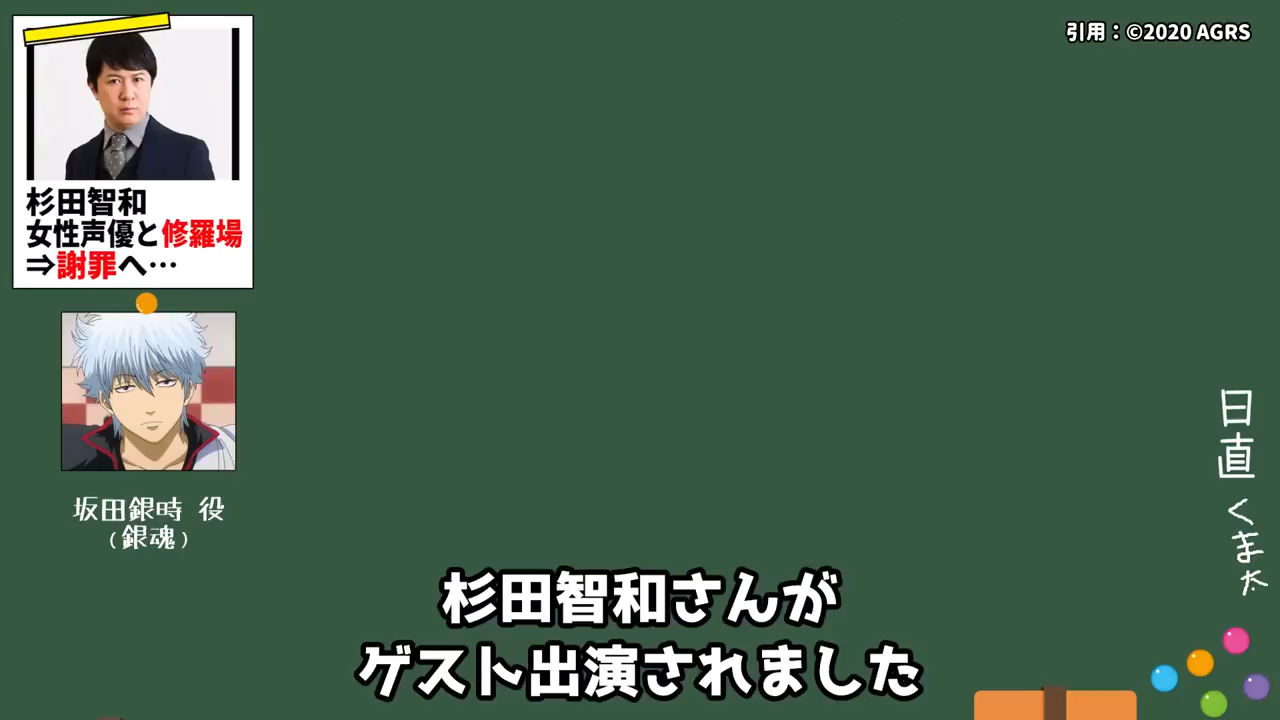 引用：©2020 AGRS
杉田智和
女性声優と修羅場
⇒謝罪へ…
坂田銀時 役
（銀魂）
日直 くま太
杉田智和さんが
ゲスト出演されました